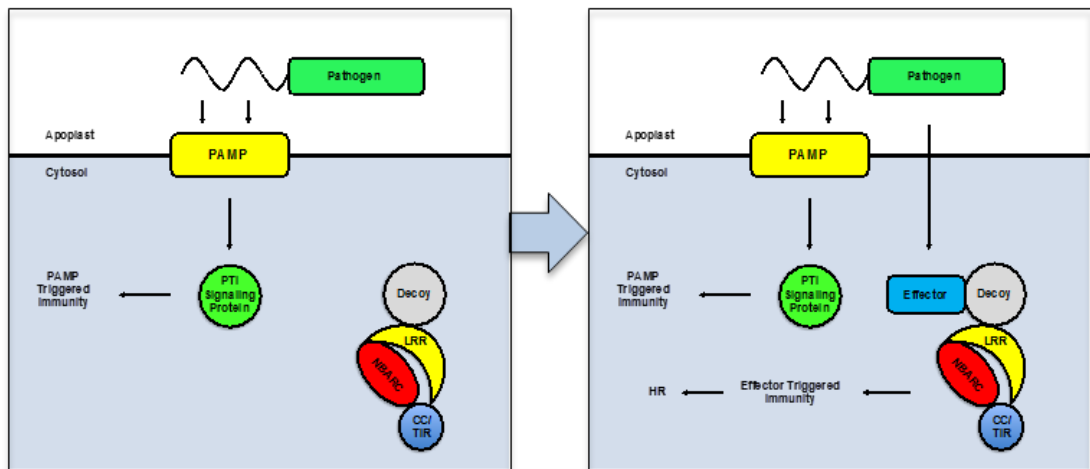 Pathogen
Apoplast
PAMP
Cytosol
PAMP
Triggered
Immunity
PTI
Signaling
Protein
Decoy
LRR
NBARC
CC/
TIR
Pathogen
Apoplast
PAMP
Cytosol
PAMP
Triggered
Immunity
PTI
Signaling
Protein
Effector
Decoy
LRR
NBARC
HR
Effector Triggered
Immunity
CC/
TIR